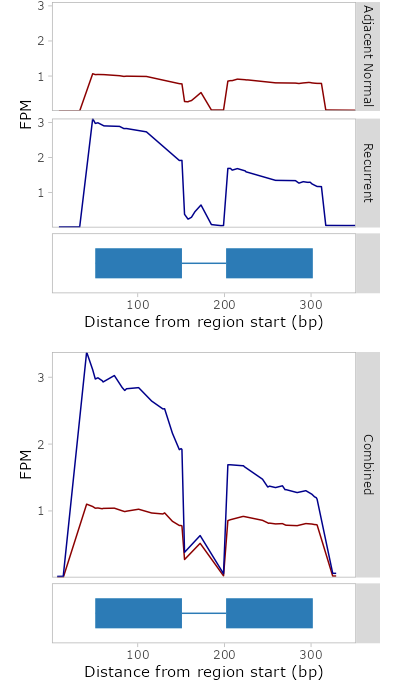 3
2
1
Adjacent Normal
FPM
3
2
1
Recurrent
100
200
300
Distance from region start (bp)
3
2
1
FPM
Combined
100
200
300
Distance from region start (bp)